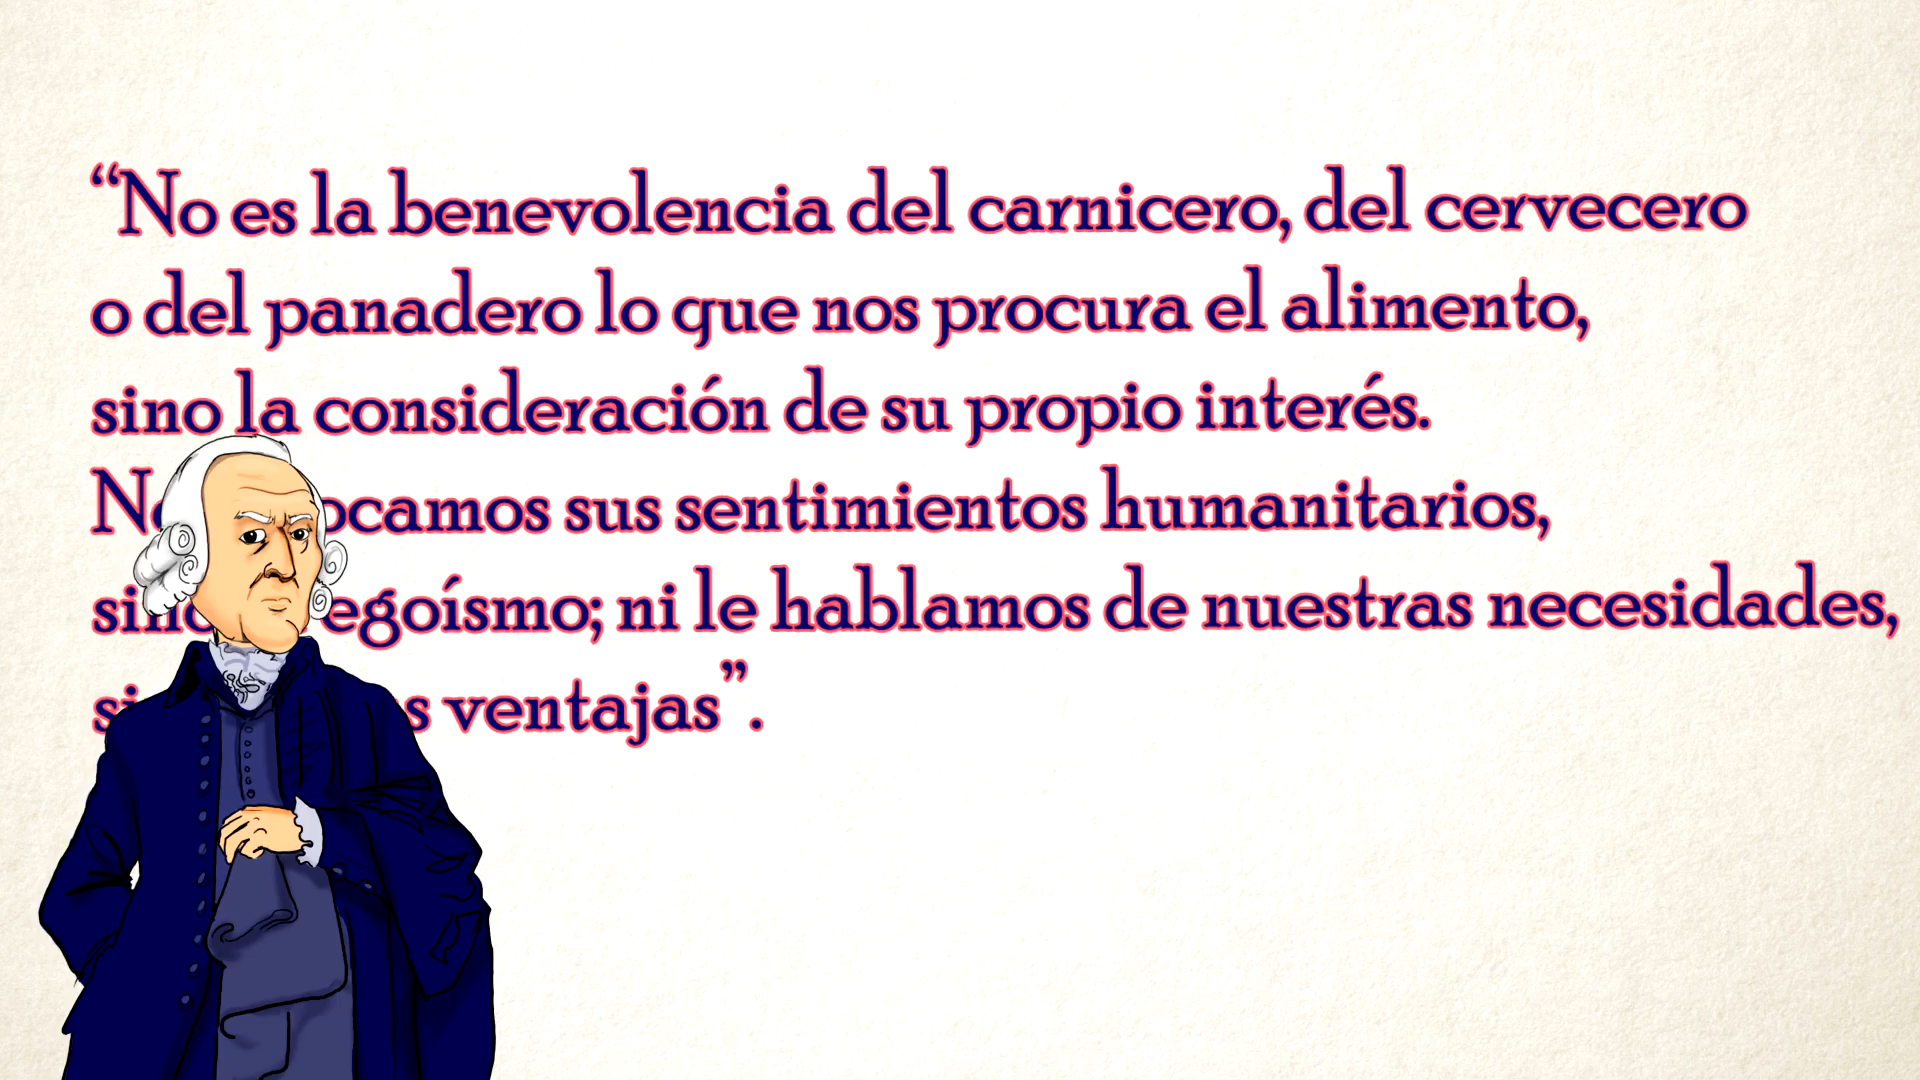 “No es la benevolencia del carnicero, del cervecero
o del panadero lo que nos procura el alimento,
sino la consideración de su propio interés.
sus sentimientos humanitarios,
egoísmo; ni le hablamos de nuestras necesidades,
ventajas”.